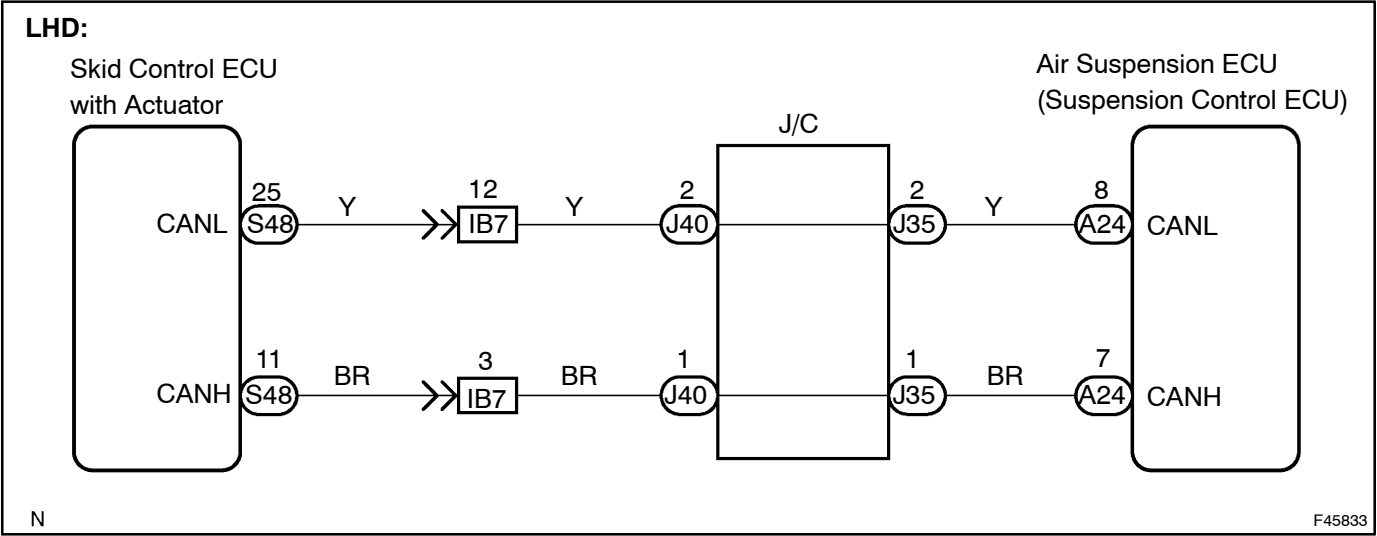 LHD:
Skid Control ECU
with Actuator
Air Suspension ECU
(Suspension Control ECU)
J/C
25
12
2
2
8
CANL
S48
Y
IB7
Y
J40
J35
Y
A24
CANL
11
3
1
1
7
CANH
S48
BR
IB7
BR
J40
J35
BR
A24
CANH
N
F45833